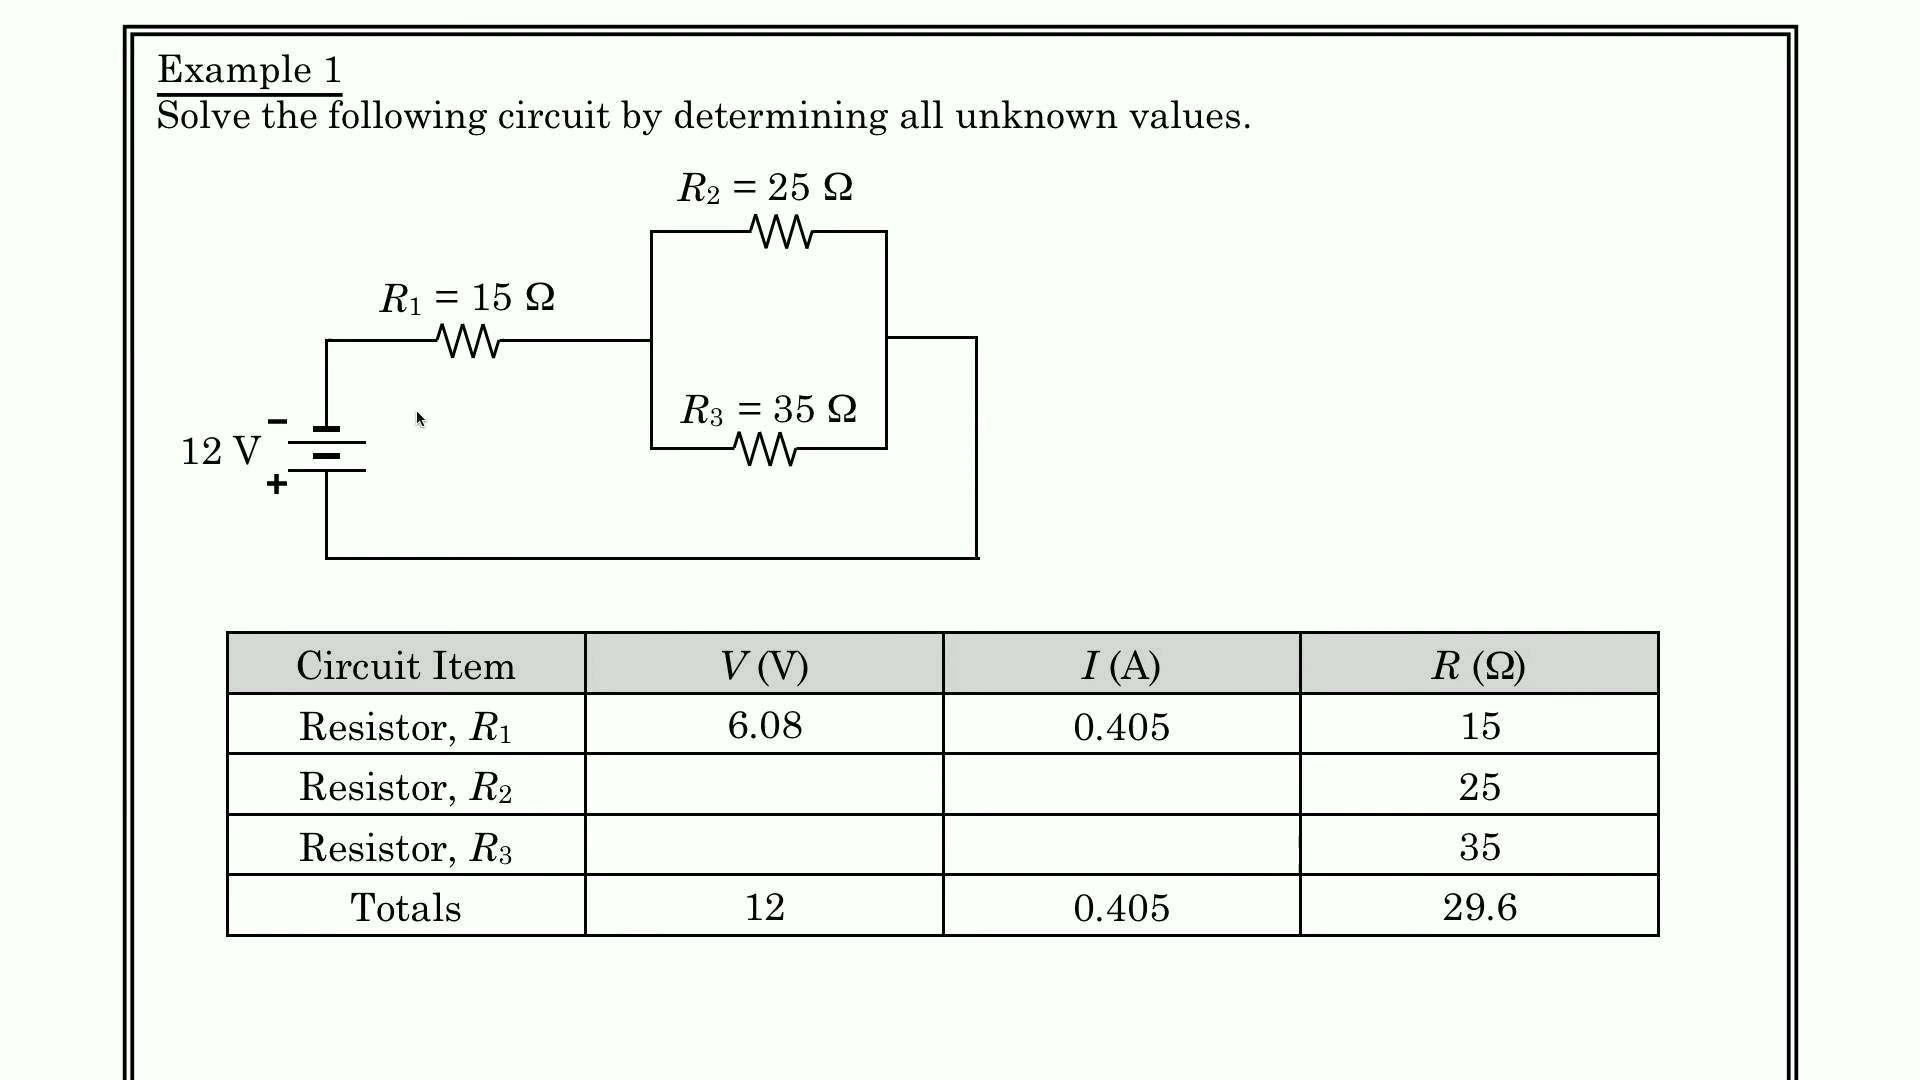 Example 1
Solve the following circuit by determining all unknown values.
R₂ = 25 Ω
R₁ = 15 Ω
R₃ = 35 Ω
−
12 V
+
Circuit Item V (V) I (A) R (Ω)
Resistor, R₁ 6.08 0.405 15
Resistor, R₂ 25
Resistor, R₃ 35
Totals 12 0.405 29.6